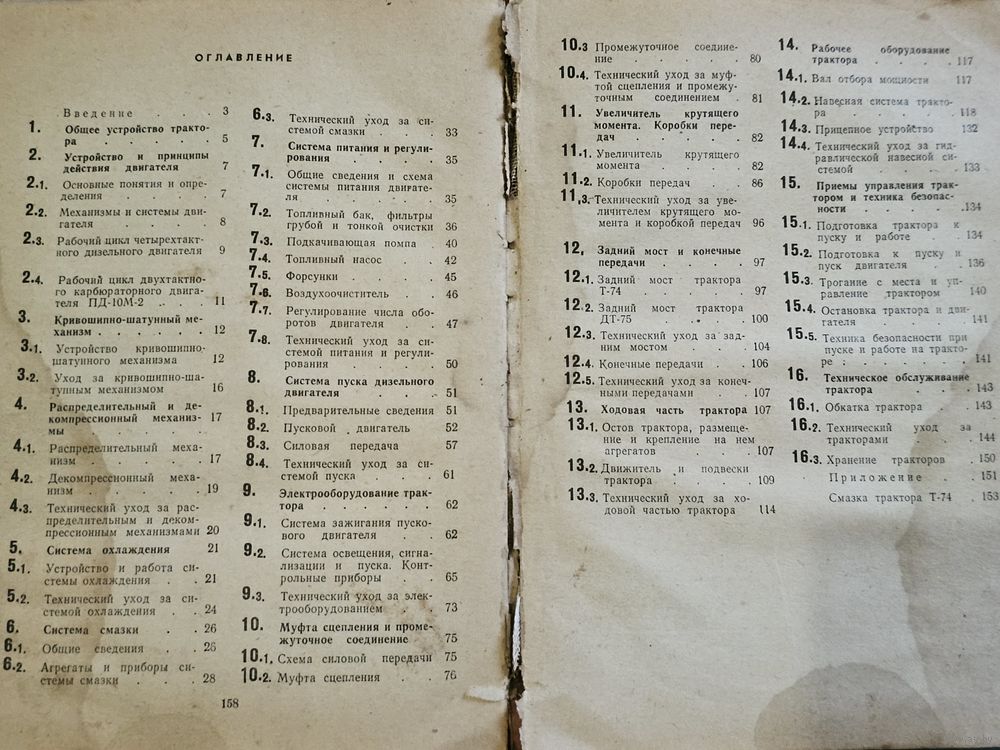 ОГЛАВЛЕНИЕ
Введение . . . 3
1. Общее устройство тракто-
ра . . . . . 5
2. Устройство и принципы
действия двигателя 7
2.1. Основные понятия и опре-
деления . . . . 7
2.2. Механизмы и системы дви-
гателя . . . . 8
2.3. Рабочий цикл четырехтакт-
ного дизельного двигателя 9
2.4. Рабочий цикл двухтактно-
го карбюраторного двига-
теля ПД-10М-2 . . . 11
3. Кривошипно-шатунный ме-
ханизм . . . . . 12
3.1. Устройство кривошипно-
шатунного механизма 12
3.2. Уход за кривошипно-ша-
тунным механизмом 16
4. Распределительный и де-
компрессионный механиз- 17
мы . . . . .
4.1. Распределительный меха-
низм . . . . . 17
4.2. Декомпрессионный меха-
низм . . . . . 19
4.3. Технический уход за рас-
пределительным и деком-
прессионным механизмами 20
5. Система охлаждения 21
5.1. Устройство и работа си-
стемы охлаждения . . 21
5.2. Технический уход за си-
стемой охлаждения . . 24
6. Система смазки . . 26
6.1. Общие сведения . . 26
6.2. Агрегаты и приборы си-
стемы смазки . . . 28
158
6.3. Технический уход за си-
стемой смазки . . . 33
7. Система питания и регули-
рования . . . . 35
7.1. Общие сведения и схема
системы питания двигате-
ля . . . . . 35
7.2. Топливный бак, фильтры
грубой и тонкой очистки 36
7.3. Подкачивающая помпа . 40
7.4. Топливный насос . . 42
7.5. Форсунки . . . 45
7.6. Воздухоочиститель . . 46
7.7. Регулирование числа обо-
ротов двигателя . . 47
7.8. Технический уход за си-
стемой питания и регули-
рования . . . . 50
8. Система пуска дизельного
двигателя . . . . 51
8.1. Предварительные сведения 51
8.2. Пусковой двигатель 52
8.3. Силовая передача 57
8.4. Технический уход за си-
стемой пуска . . . 61
9. Электрооборудование трак-
тора . . . . . 62
9.1. Система зажигания пуско-
вого двигателя . . 62
9.2. Система освещения, сигна-
лизации и пуска. Конт-
рольные приборы . . 65
9.3. Технический уход за элек-
трооборудованием . . 73
10. Муфта сцепления и проме-
жуточное соединение 75
10.1. Схема силовой передачи 75
10.2. Муфта сцепления . . 76
10.3 Промежуточное соедине-
ние . . . . . 80
10.4. Технический уход за муф-
той сцепления и промежу-
точным соединением . 81
11. Увеличитель крутящего
момента. Коробки пере-
дач . . . . . 82
11.1. Увеличитель крутящего
момента . . . . 82
11.2. Коробки передач . . 86
11.3. Технический уход за уве-
личителем крутящего мо-
мента и коробкой передач 96
12. Задний мост и конечные
передачи . . . . 97
12.1. Задний мост трактора
Т-74 . . . . . 97
12.2. Задний мост трактора
ДТ-75 . . . . 100
12.3. Технический уход за зад-
ним мостом . . . 104
12.4. Конечные передачи . . 106
12.5. Технический уход за конеч-
ными передачами . . 107
13. Ходовая часть трактора 107
13.1. Остов трактора, размеще-
ние и крепление на нем
агрегатов . . . . 107
13.2. Движитель и подвески
трактора . . . . 109
13.3. Технический уход за хо-
довой частью трактора 114
14. Рабочее оборудование
трактора . . . . 117
14.1. Вал отбора мощности 117
14.2. Навесная система тракто-
ра . . . . . 118
14.3. Прицепное устройство 132
14.4. Технический уход за гид-
равлической навесной си-
стемой . . . . 133
15. Приемы управления трак-
тором и техника безопас-
ности . . . . . 134
15.1. Подготовка трактора к
пуску и работе . . 134
15.2. Подготовка к пуску и
пуск двигателя . . 136
15.3. Трогание с места и уп-
равление трактором . 140
15.4. Остановка трактора и дви-
гателя . . . . 141
15.5. Техника безопасности при
пуске и работе на тракто-
ре . . . . . 141
16. Техническое обслуживание
трактора . . . . 143
16.1. Обкатка трактора . . 143
16.2. Технический уход за
тракторами . . . 144
16.3. Хранение тракторов . 150
Приложение . . 151
Смазка трактора Т-74 . 153